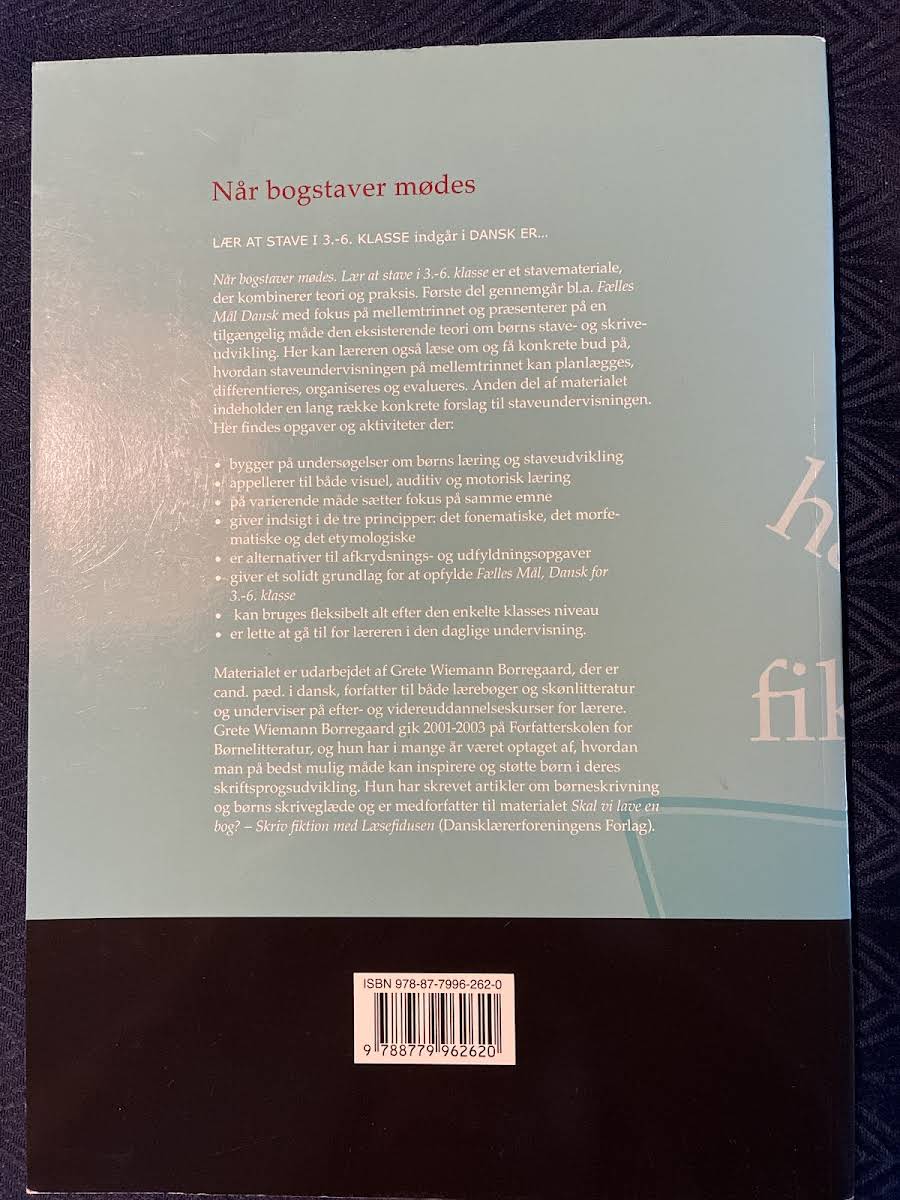 Når bogstaver mødes
LÆR AT STAVE I 3.-6. KLASSE indgår i DANSK ER...
Når bogstaver mødes. Lær at stave i 3.-6. klasse er et stavemateriale,
der kombinerer teori og praksis. Første del gennemgår bl.a. Fælles
Mål Dansk med fokus på mellemtrinnet og præsenterer på en
tilgængelig måde den eksisterende teori om børns stave- og skrive-
udvikling. Her kan læreren også læse om og få konkrete bud på,
hvordan staveundervisningen på mellemtrinnet kan planlægges,
differentieres, organiseres og evalueres. Anden del af materialet
indeholder en lang række konkrete forslag til staveundervisningen.
Her findes opgaver og aktiviteter der:
• bygger på undersøgelser om børns læring og staveudvikling
• appellerer til både visuel, auditiv og motorisk læring
• på varierende måde sætter fokus på samme emne
• giver indsigt i de tre principper: det fonematiske, det morfe-
matiske og det etymologiske
• er alternativer til afkrydsnings- og udfyldningsopgaver
• giver et solidt grundlag for at opfylde Fælles Mål, Dansk for
3.-6. klasse
• kan bruges fleksibelt alt efter den enkelte klasses niveau
• er lette at gå til for læreren i den daglige undervisning.
Materialet er udarbejdet af Grete Wiemann Borregaard, der er
cand. pæd. i dansk, forfatter til både lærebøger og skønlitteratur
og underviser på efter- og videreuddannelseskurser for lærere.
Grete Wiemann Borregaard gik 2001-2003 på Forfatterskolen for
Børnelitteratur, og hun har i mange år været optaget af, hvordan
man på bedst mulig måde kan inspirere og støtte børn i deres
skriftsprogsudvikling. Hun har skrevet artikler om børneskrivning
og børns skriveglæde og er medforfatter til materialet Skal vi lave en
bog? – Skriv fiktion med Læsefidusen (Dansklærerforeningens Forlag).
fik
ISBN 978-87-7996-262-0
9 788779 962620